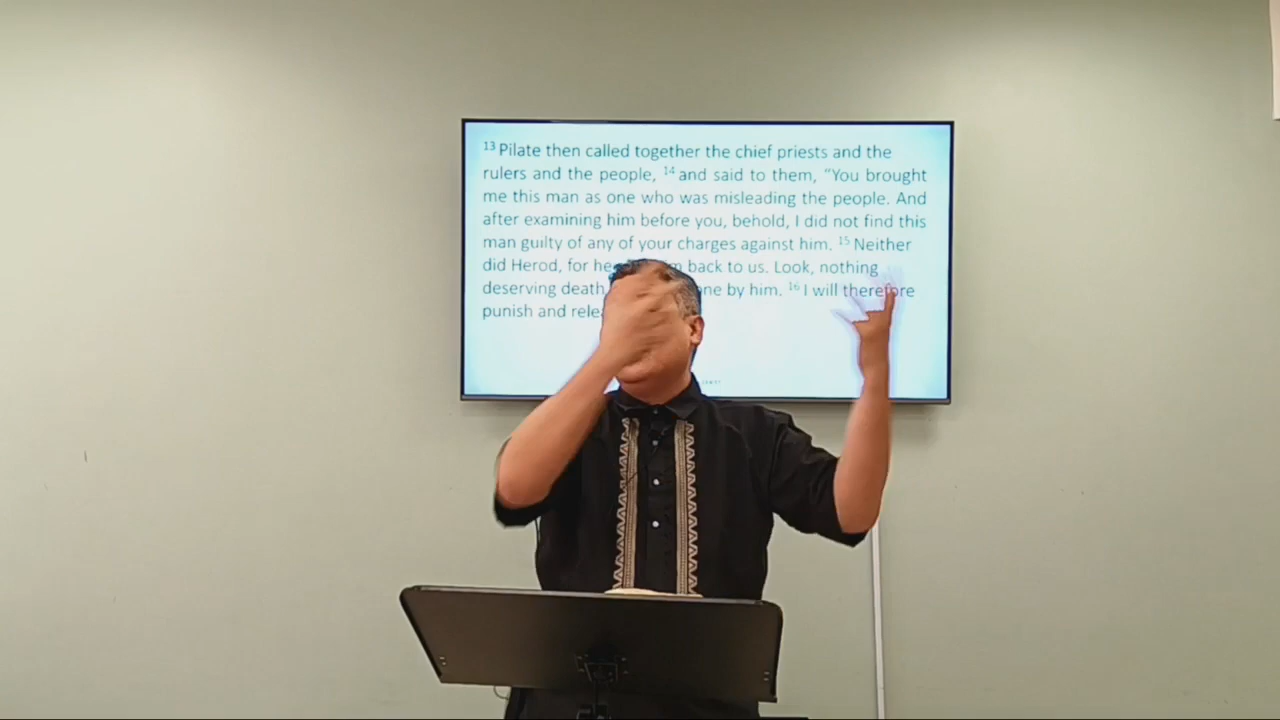 ¹³ Pilate then called together the chief priests and the
rulers and the people, ¹⁴ and said to them, “You brought
me this man as one who was misleading the people. And
after examining him before you, behold, I did not find this
man guilty of any of your charges against him. ¹⁵ Neither
did Herod, for he back to us. Look, nothing
deserving death by him. ¹⁶ I will therefore
punish and